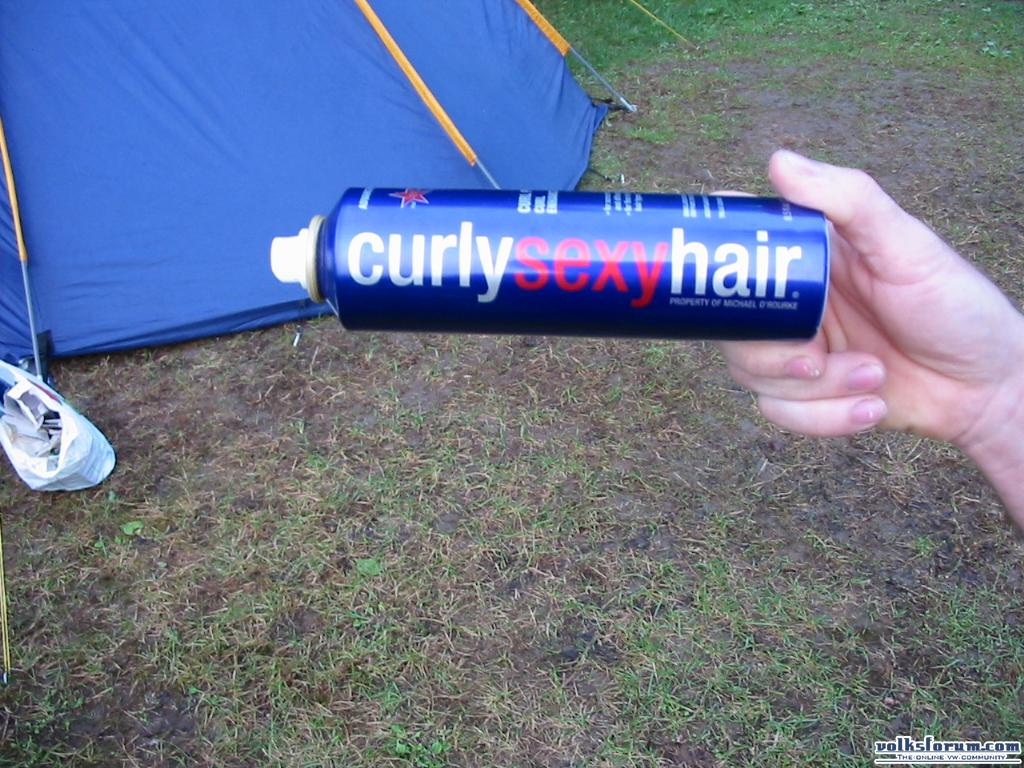 curlysexyhair
PROPERTY OF MICHAEL O'ROURKE
volksforum.com
THE ONLINE VW COMMUNITY